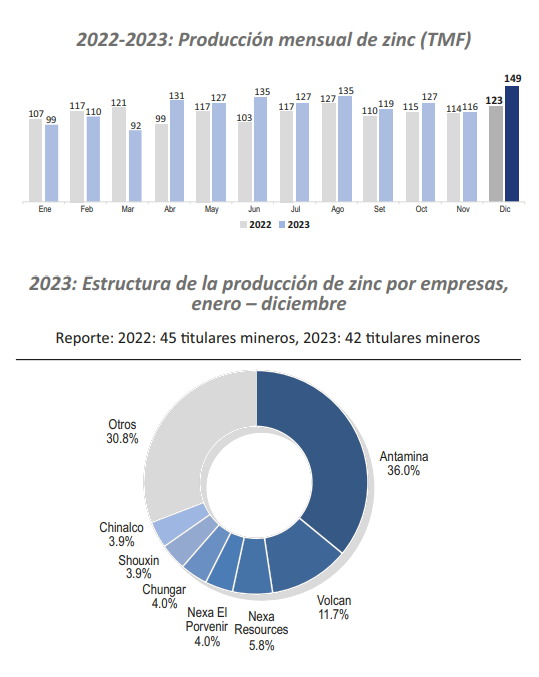 2022-2023: Producción mensual de zinc (TMF)
107 99 117 110 121 92 99 131 117 127 103 135 117 127 127 135 110 119 115 127 114 116 123 149
Ene Feb Mar Abr May Jun Jul Ago Set Oct Nov Dic
2022 2023
2023: Estructura de la producción de zinc por empresas,
enero – diciembre
Reporte: 2022: 45 titulares mineros, 2023: 42 titulares mineros
Otros
30.8%
Antamina
36.0%
Chinalco
3.9%
Shouxin
3.9%
Chungar
4.0%
Nexa El
Porvenir
4.0%
Nexa
Resources
5.8%
Volcan
11.7%